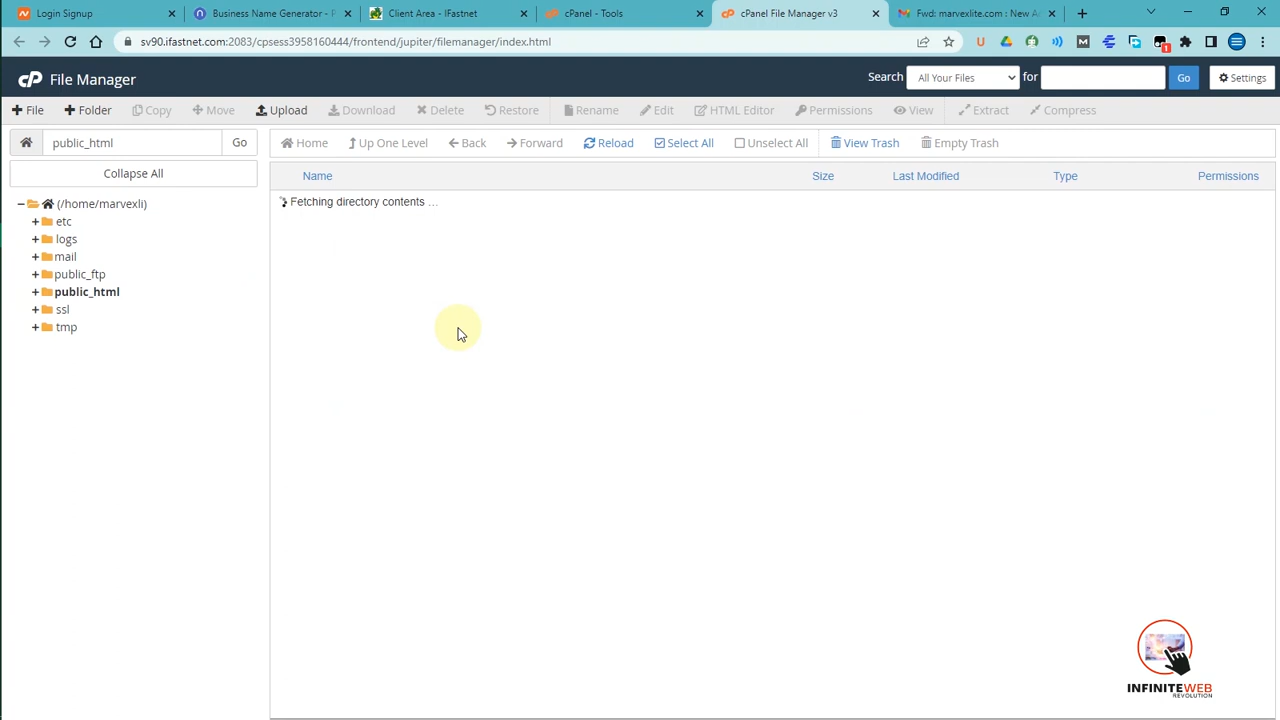 Login Signup
Business Name Generator - F
Client Area - IFastnet
cPanel - Tools
cPanel File Manager v3
Fwd: marvexlite.com : New Ar
sv90.ifastnet.com:2083/cpsess3958160444/frontend/jupiter/filemanager/index.html
File Manager
Search All Your Files for Go Settings
File Folder Copy Move Upload Download Delete Restore Rename Edit HTML Editor Permissions View Extract Compress
public_html Go
Home Up One Level Back Forward Reload Select All Unselect All View Trash Empty Trash
Collapse All
Name Size Last Modified Type Permissions
Fetching directory contents ...
(/home/marvexli)
etc
logs
mail
public_ftp
public_html
ssl
tmp
INFINITEWEB
REVOLUTION